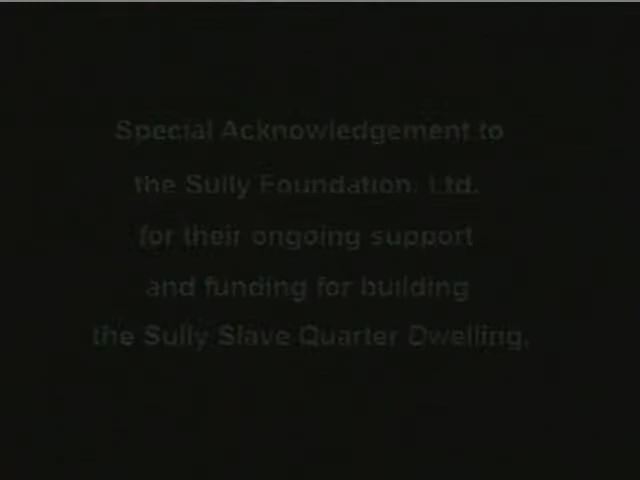 Special Acknowledgement to
the Sully Foundation, Ltd.
for their ongoing support
and funding for building
the Sully Slave Quarter Dwelling.